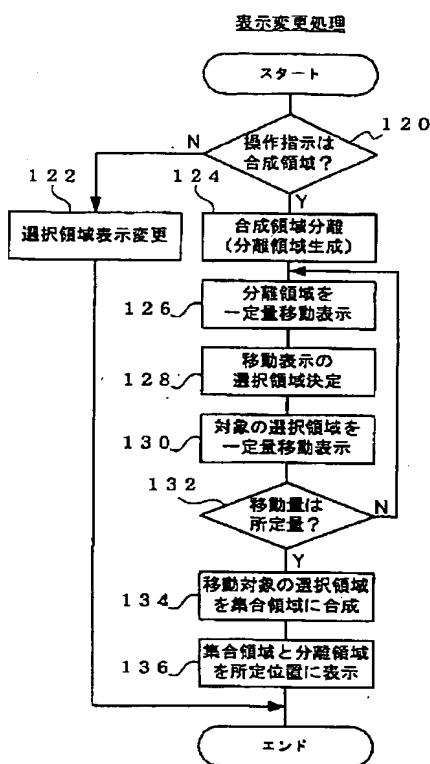 表示変更処理
スタート
120
操作指示は
合成領域?
N
Y
122
選択領域表示変更
124
合成領域分離
(分離領域生成)
126
分離領域を
一定量移動表示
128
移動表示の
選択領域決定
130
対象の選択領域を
一定量移動表示
132
移動量は
所定量?
N
Y
134
移動対象の選択領域
を集合領域に合成
136
集合領域と分離領域
を所定位置に表示
エンド